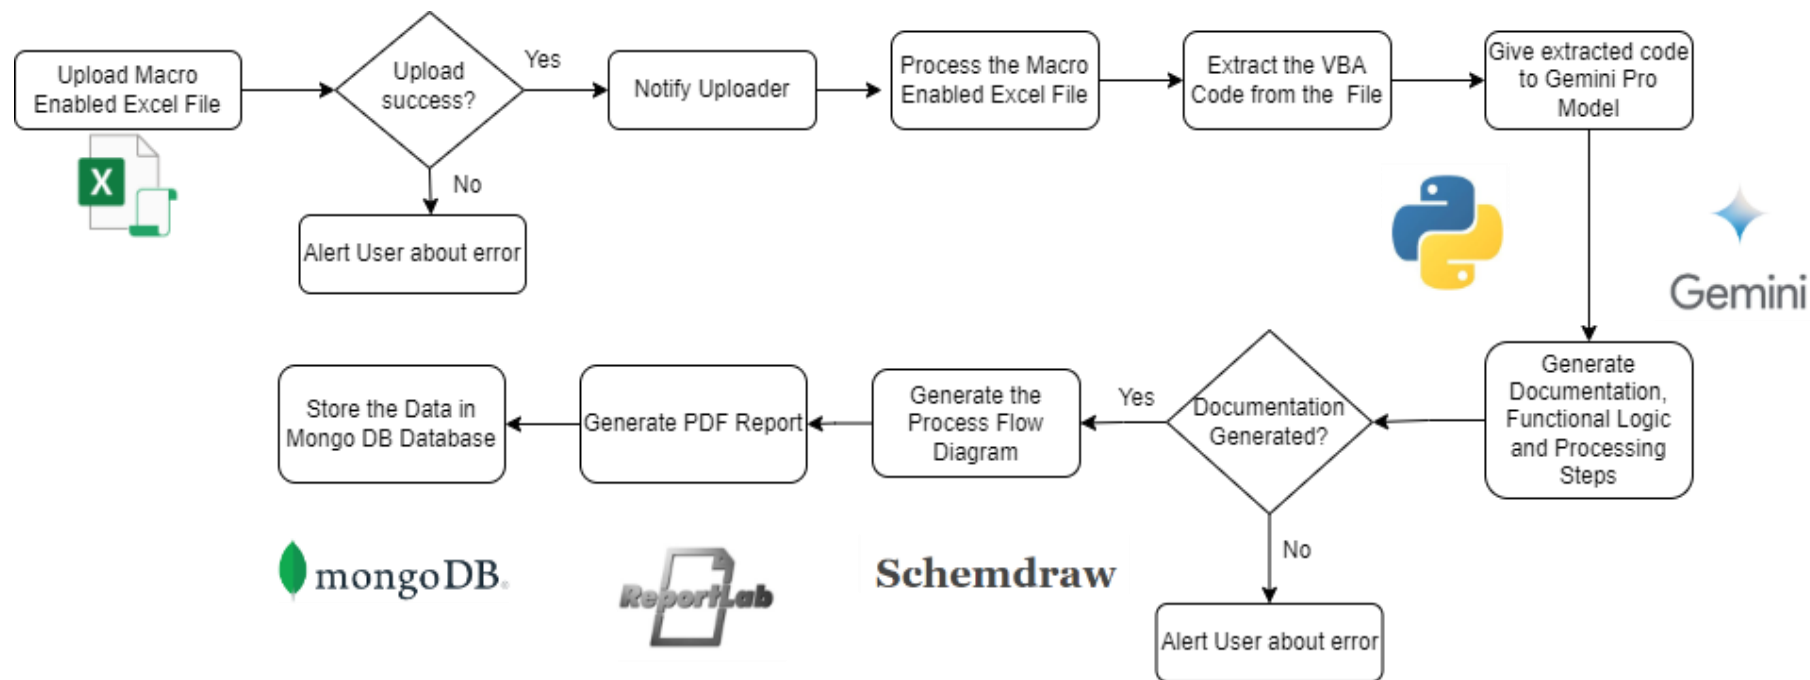 Upload Macro
Enabled Excel File
X
Upload
success?
Yes
No
Alert User about error
Notify Uploader
Process the Macro
Enabled Excel File
Extract the VBA
Code from the File
Give extracted code
to Gemini Pro
Model
Gemini
Generate
Documentation,
Functional Logic
and Processing
Steps
Documentation
Generated?
Yes
No
Alert User about error
Generate the
Process Flow
Diagram
Schemdraw
Generate PDF Report
ReportLab
Store the Data in
Mongo DB Database
mongoDB®